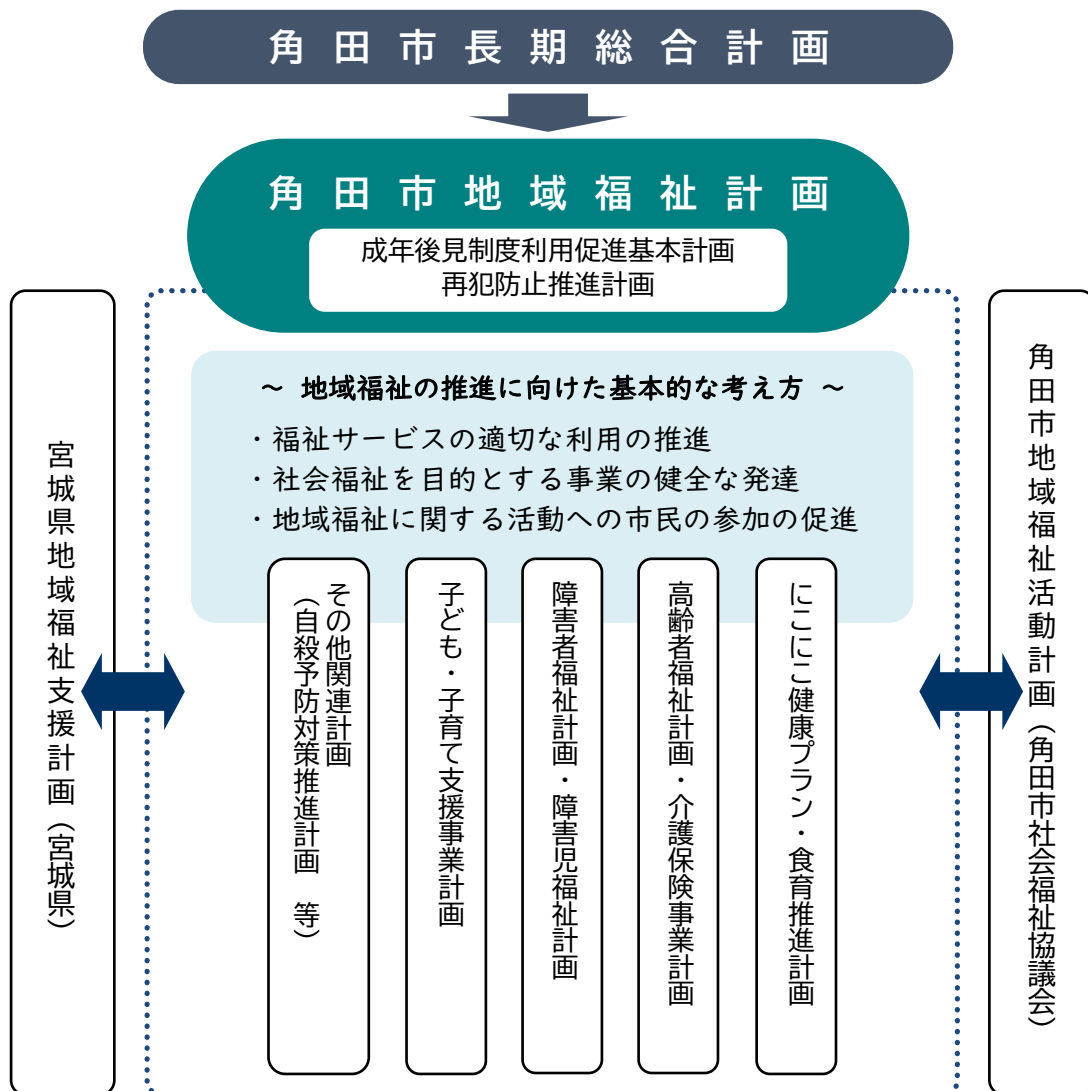 角田市長期総合計画
角田市地域福祉計画
成年後見制度利用促進基本計画
再犯防止推進計画
～ 地域福祉の推進に向けた基本的な考え方 ～
・福祉サービスの適切な利用の推進
・社会福祉を目的とする事業の健全な発達
・地域福祉に関する活動への市民の参加の促進
角田市地域福祉活動計画（角田市社会福祉協議会）
にこにこ健康プラン・食育推進計画
高齢者福祉計画・介護保険事業計画
障害者福祉計画・障害児福祉計画
子ども・子育て支援事業計画
その他関連計画
（自殺予防対策推進計画　等）
宮城県地域福祉支援計画（宮城県）